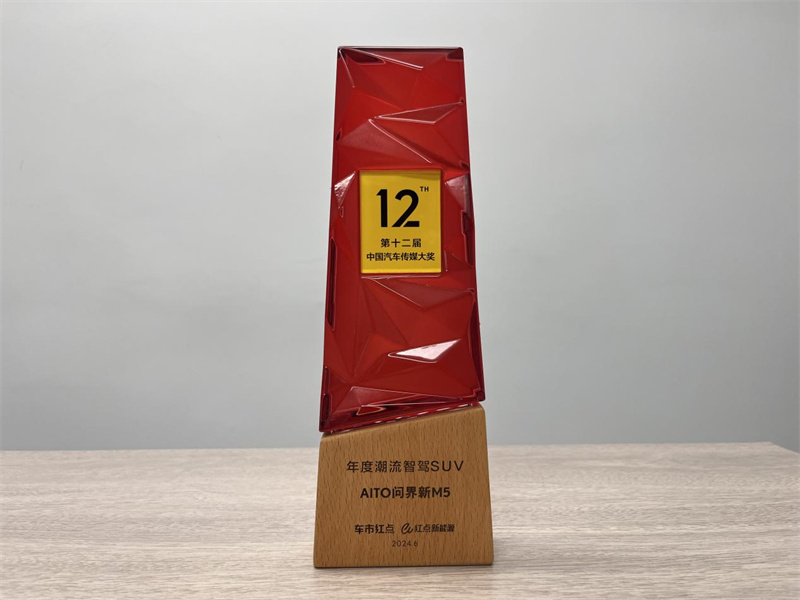 12TH
第十二届
中国汽车传媒大奖
年度潮流智驾SUV
AITO问界新M5
车市红点 红点新能源
2024.6